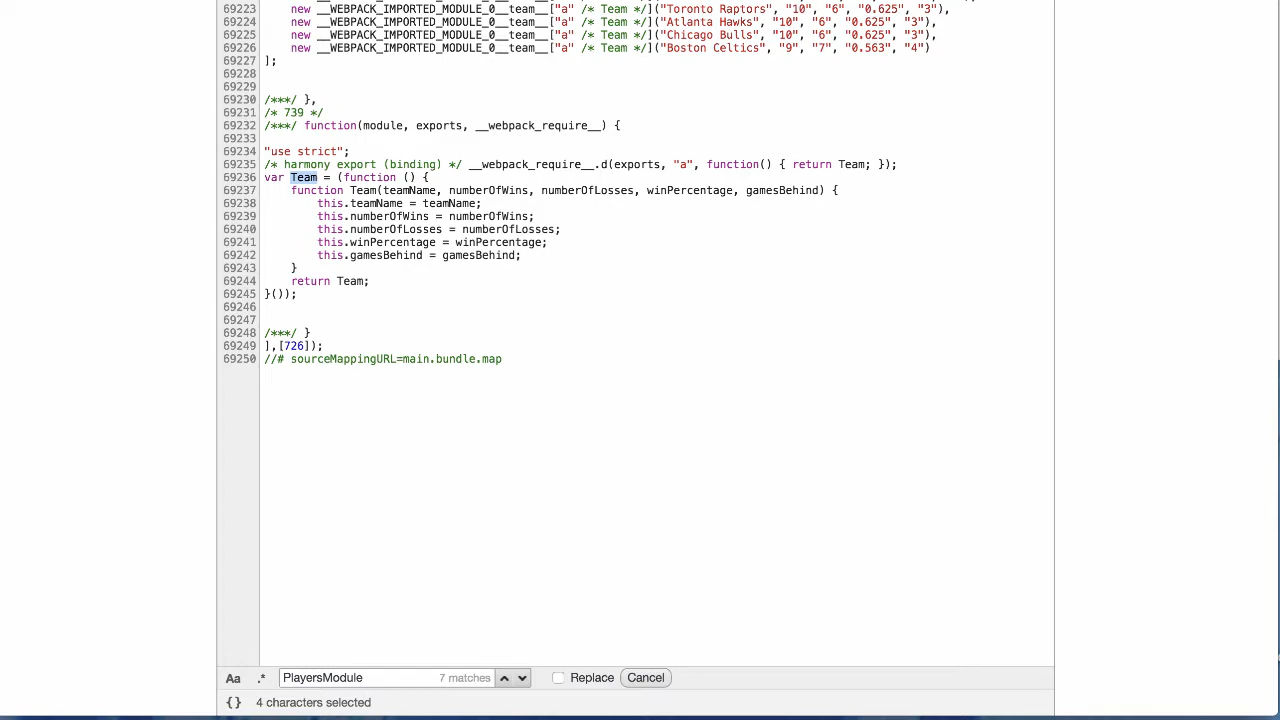 69223 new __WEBPACK_IMPORTED_MODULE_0__team__["a" /* Team */]("Toronto Raptors", "10", "6", "0.625", "3"),
69224 new __WEBPACK_IMPORTED_MODULE_0__team__["a" /* Team */]("Atlanta Hawks", "10", "6", "0.625", "3"),
69225 new __WEBPACK_IMPORTED_MODULE_0__team__["a" /* Team */]("Chicago Bulls", "10", "6", "0.625", "3"),
69226 new __WEBPACK_IMPORTED_MODULE_0__team__["a" /* Team */]("Boston Celtics", "9", "7", "0.563", "4")
69227 ];
69228
69229
69230 /***/ },
69231 /* 739 */
69232 /***/ function(module, exports, __webpack_require__) {
69233
69234 "use strict";
69235 /* harmony export (binding) */ __webpack_require__.d(exports, "a", function() { return Team; });
69236 var Team = (function () {
69237 function Team(teamName, numberOfWins, numberOfLosses, winPercentage, gamesBehind) {
69238 this.teamName = teamName;
69239 this.numberOfWins = numberOfWins;
69240 this.numberOfLosses = numberOfLosses;
69241 this.winPercentage = winPercentage;
69242 this.gamesBehind = gamesBehind;
69243 }
69244 return Team;
69245 }());
69246
69247
69248 /***/ }
69249 ],[726]);
69250 //# sourceMappingURL=main.bundle.map
Aa .* PlayersModule 7 matches Replace Cancel
{} 4 characters selected